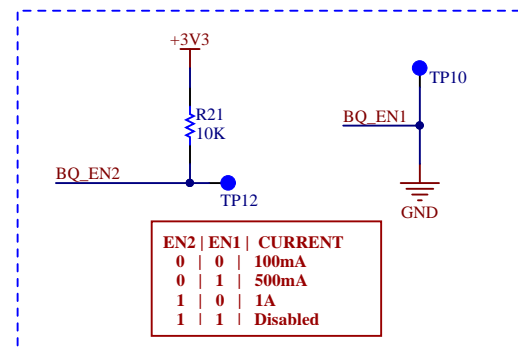 +3V3
R21
10K
BQ_EN2
TP12
TP10
BQ_EN1
GND
EN2 | EN1 | CURRENT
0 | 0 | 100mA
0 | 1 | 500mA
1 | 0 | 1A
1 | 1 | Disabled